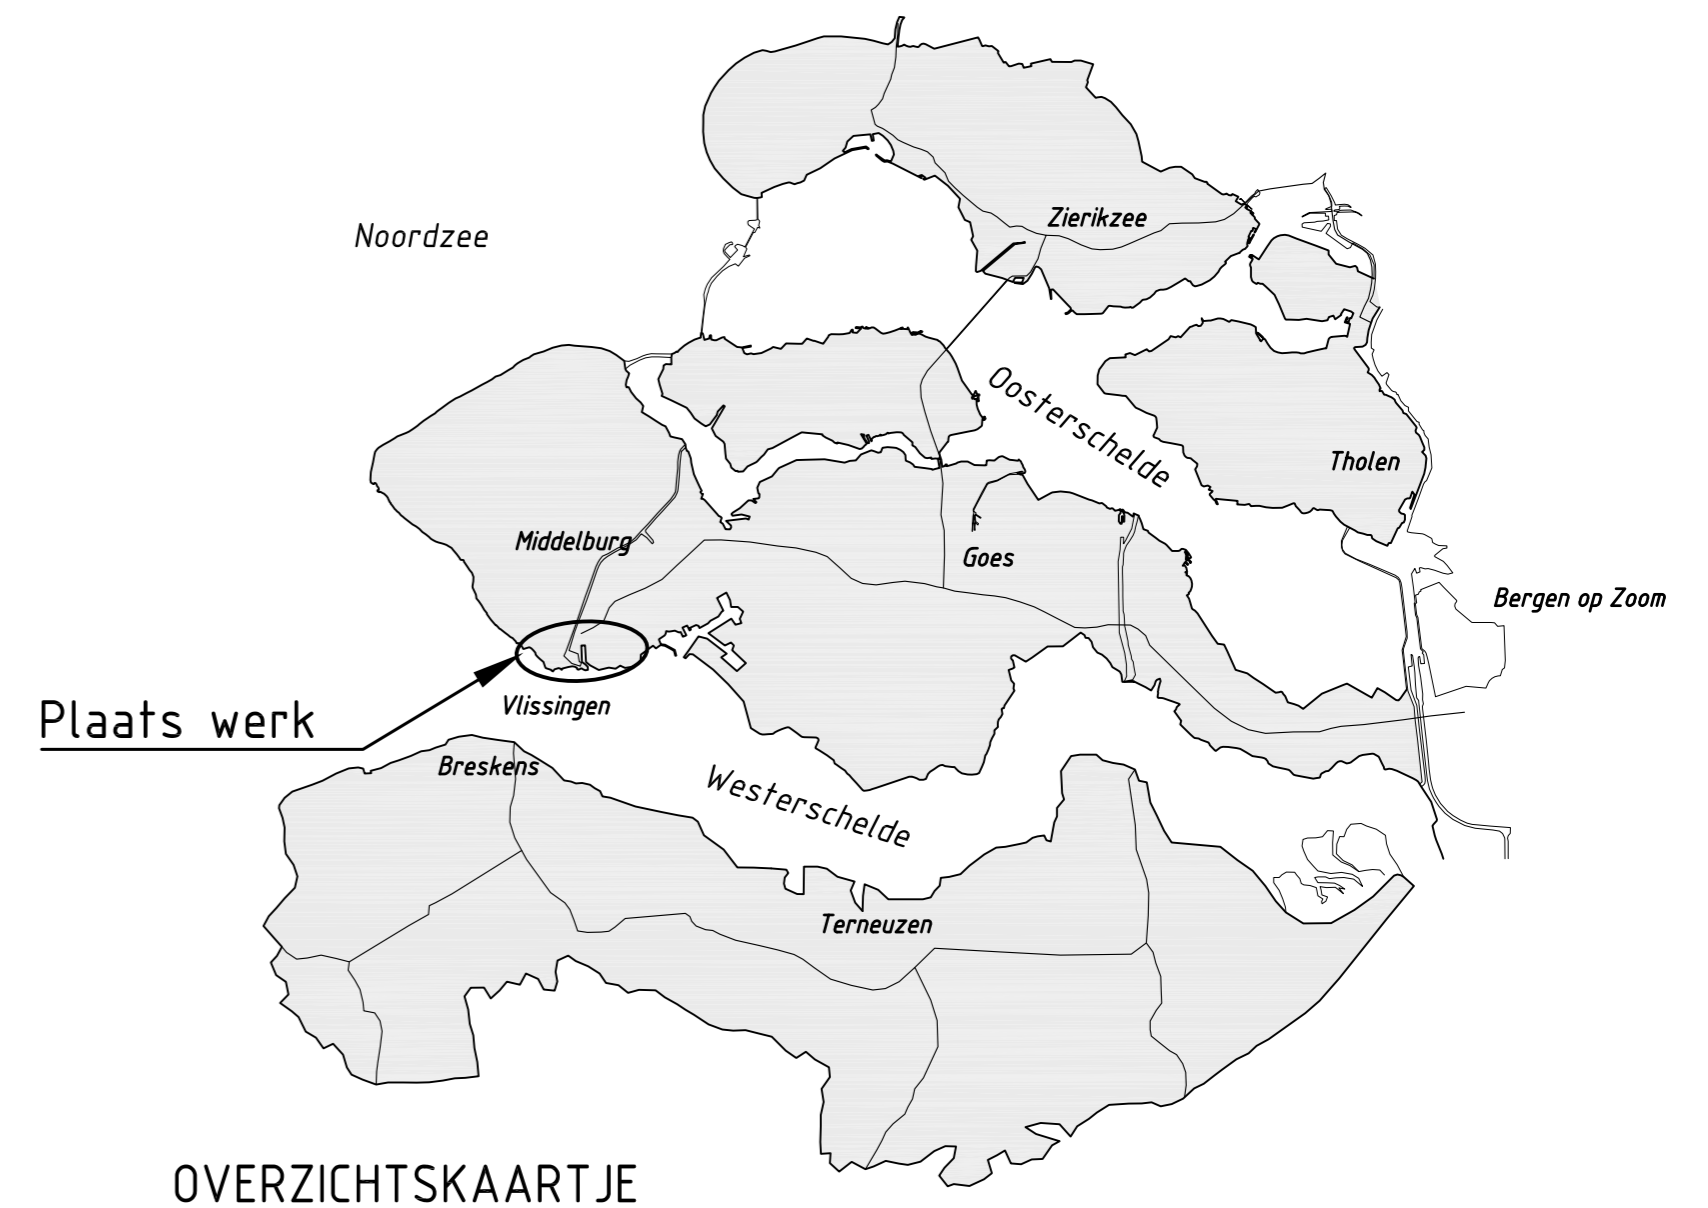 Zierikzee
Noordzee
Oosterschelde
Tholen
Middelburg
Goes
Bergen op Zoom
Plaats werk
Vlissingen
Breskens
Westerschelde
Terneuzen
OVERZICHTSKAARTJE